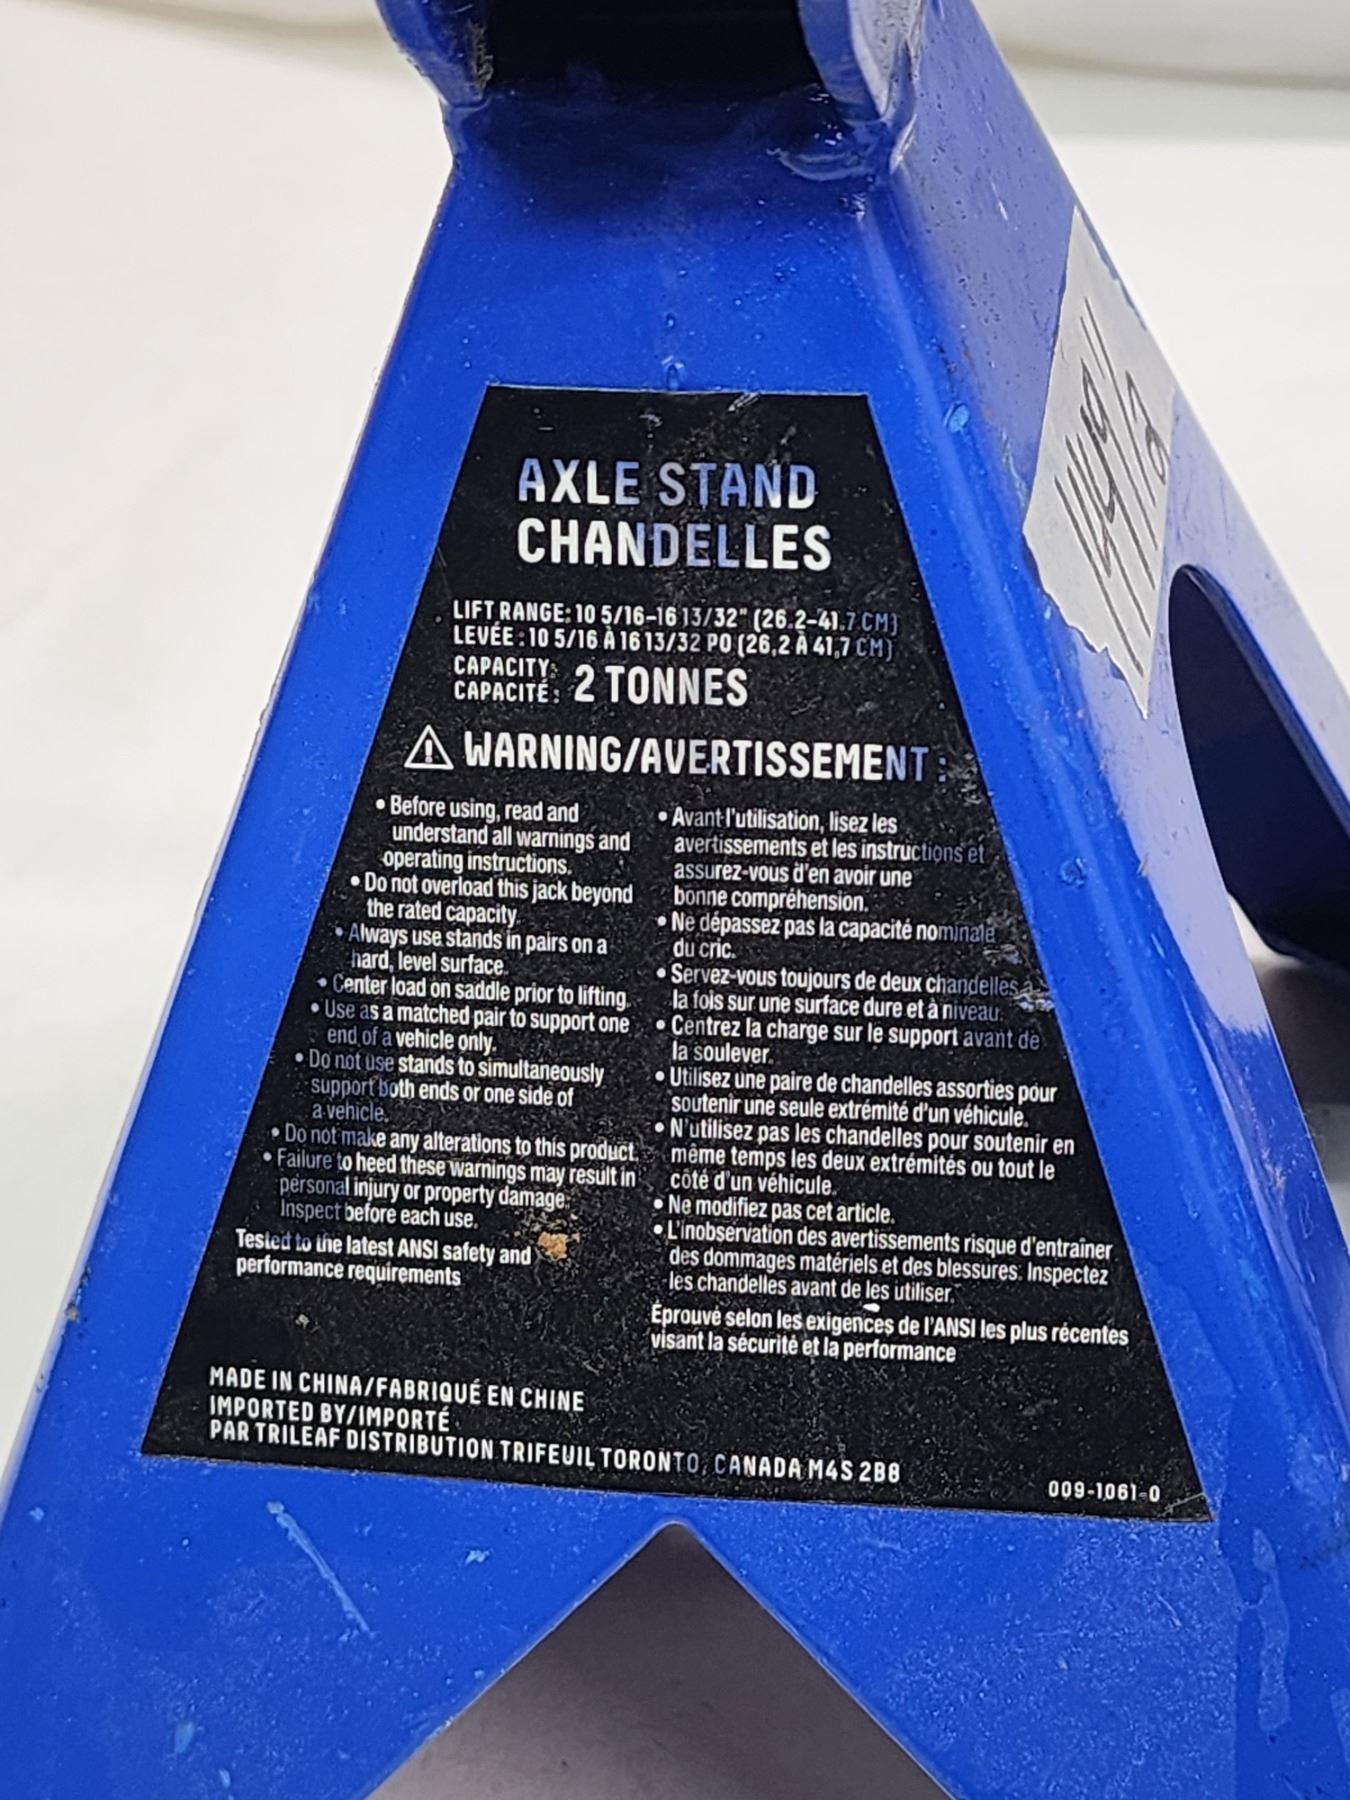 AXLE STAND
CHANDELLES
LIFT RANGE: 10 5/16-16 13/32" (26.2-41.7 CM)
LEVÉE : 10 5/16 À 16 13/32 PO (26,2 À 41,7 CM)
CAPACITY:
CAPACITÉ : 2 TONNES
WARNING/AVERTISSEMENT :
• Before using, read and
understand all warnings and
operating instructions.
• Do not overload this jack beyond
the rated capacity.
• Always use stands in pairs on a
hard, level surface.
• Center load on saddle prior to lifting.
• Use as a matched pair to support one
end of a vehicle only.
• Do not use stands to simultaneously
support both ends or one side of
a vehicle.
• Do not make any alterations to this product.
• Failure to heed these warnings may result in
personal injury or property damage.
Inspect before each use.
Tested to the latest ANSI safety and
performance requirements
• Avant l'utilisation, lisez les
avertissements et les instructions et
assurez-vous d'en avoir une
bonne compréhension.
• Ne dépassez pas la capacité nominale
du cric.
• Servez-vous toujours de deux chandelles à
la fois sur une surface dure et à niveau.
• Centrez la charge sur le support avant de
la soulever.
• Utilisez une paire de chandelles assorties pour
soutenir une seule extrémité d'un véhicule.
• N'utilisez pas les chandelles pour soutenir en
même temps les deux extrémités ou tout le
côté d'un véhicule.
• Ne modifiez pas cet article.
• L'inobservation des avertissements risque d'entraîner
des dommages matériels et des blessures. Inspectez
les chandelles avant de les utiliser.
Éprouvé selon les exigences de l'ANSI les plus récentes
visant la sécurité et la performance
MADE IN CHINA/FABRIQUÉ EN CHINE
IMPORTED BY/IMPORTÉ
PAR TRILEAF DISTRIBUTION TRIFEUIL TORONTO, CANADA M4S 2B8
009-1061-0